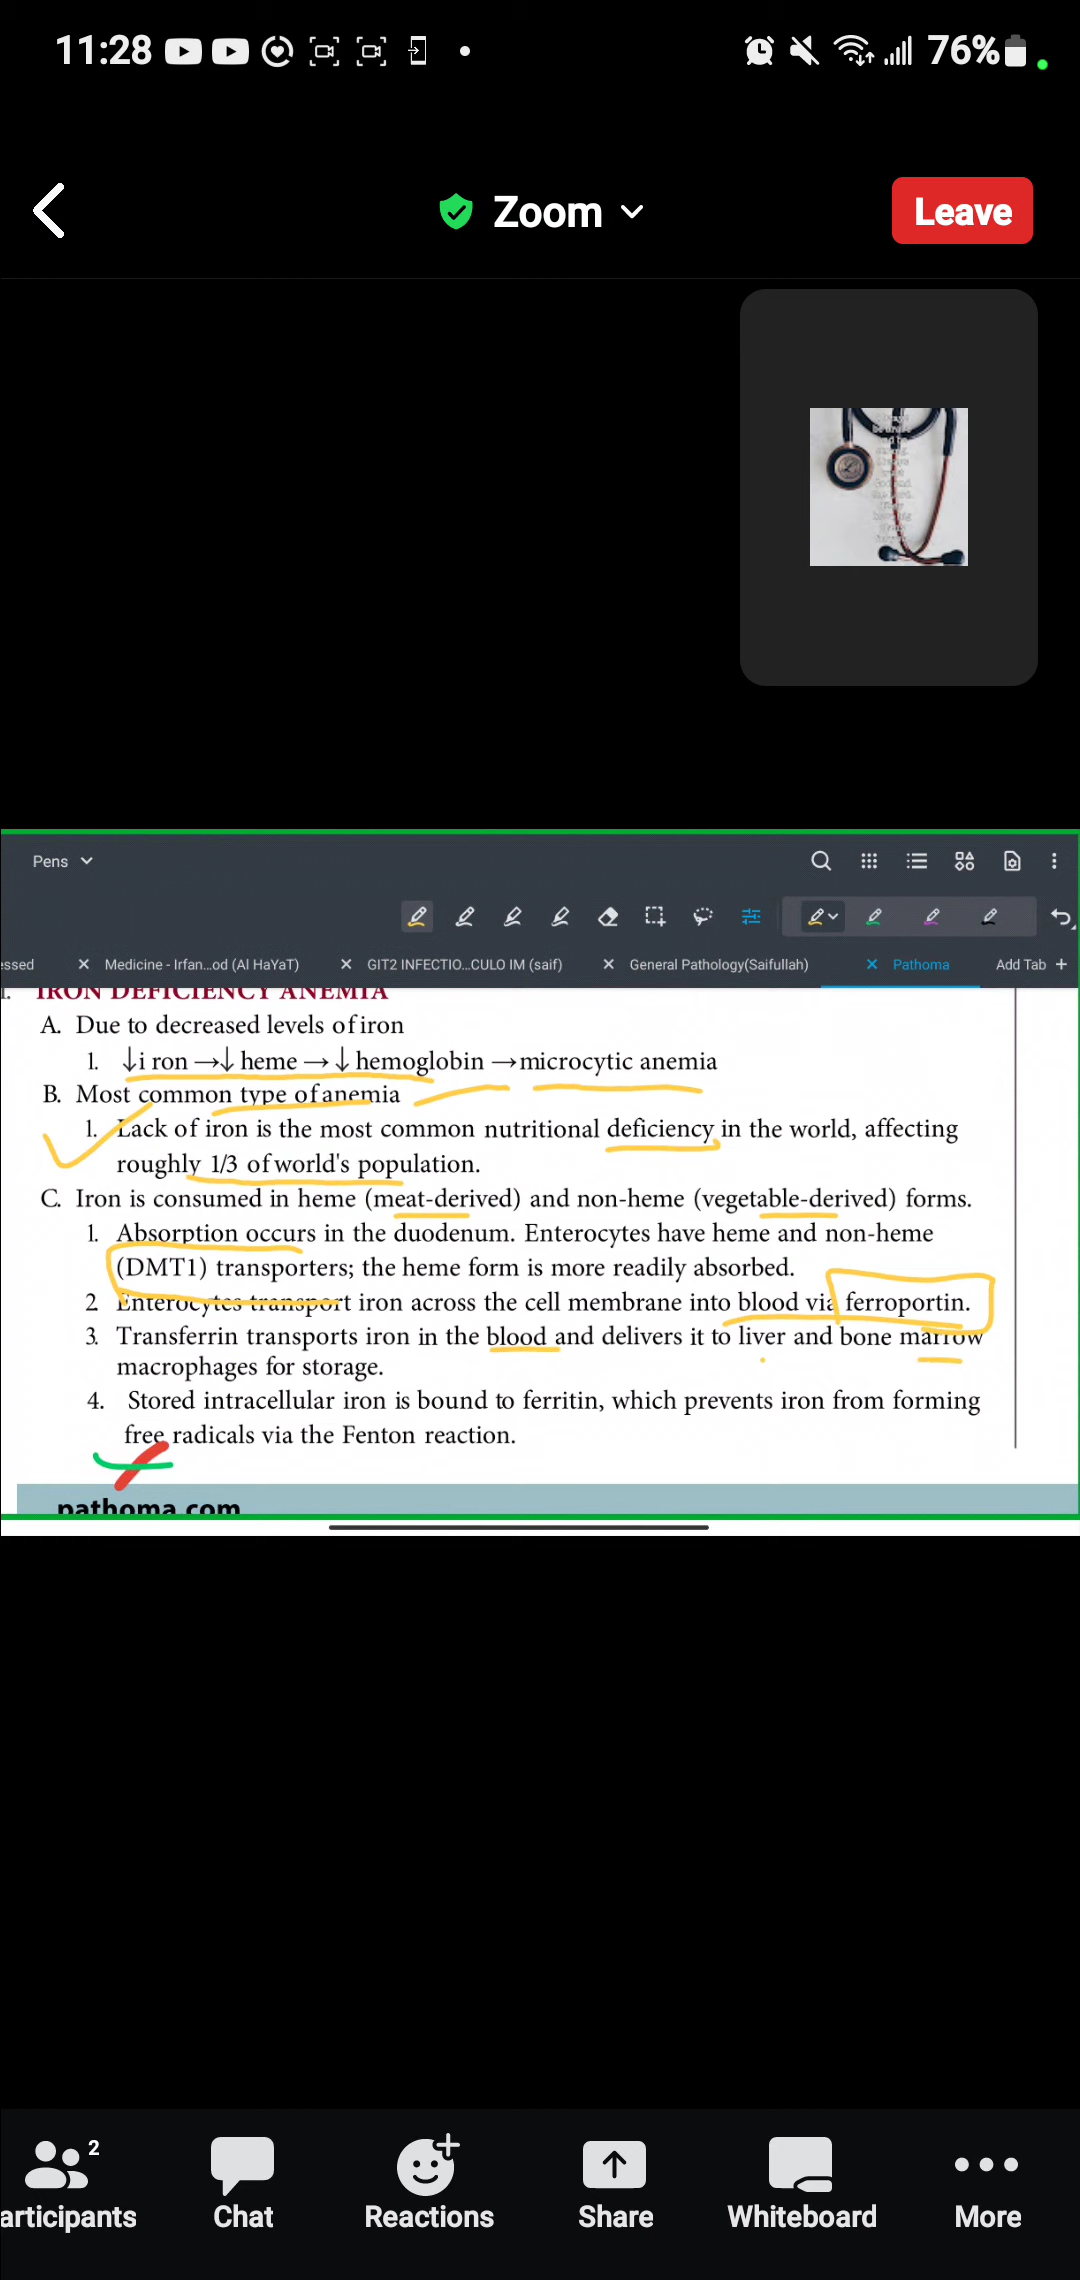 11:28
76%
Zoom
Leave
Pens
essed
Medicine - Irfan...od (Al HaYaT)
GIT2 INFECTIO...CULO IM (saif)
General Pathology(Saifullah)
Pathoma
Add Tab +
I. IRON DEFICIENCY ANEMIA
A. Due to decreased levels of iron
1. ↓i ron →↓ heme → ↓ hemoglobin → microcytic anemia
B. Most common type of anemia
1. Lack of iron is the most common nutritional deficiency in the world, affecting
roughly 1/3 of world's population.
C. Iron is consumed in heme (meat-derived) and non-heme (vegetable-derived) forms.
1. Absorption occurs in the duodenum. Enterocytes have heme and non-heme
(DMT1) transporters; the heme form is more readily absorbed.
2 Enterocytes transport iron across the cell membrane into blood via ferroportin.
3. Transferrin transports iron in the blood and delivers it to liver and bone marrow
macrophages for storage.
4. Stored intracellular iron is bound to ferritin, which prevents iron from forming
free radicals via the Fenton reaction.
pathoma.com
2
articipants
Chat
Reactions
Share
Whiteboard
More